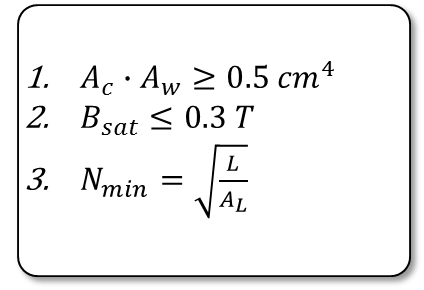 1. A_c · A_w ≥ 0.5 cm⁴
2. B_sat ≤ 0.3 T
3. N_min = √(L/A_L)